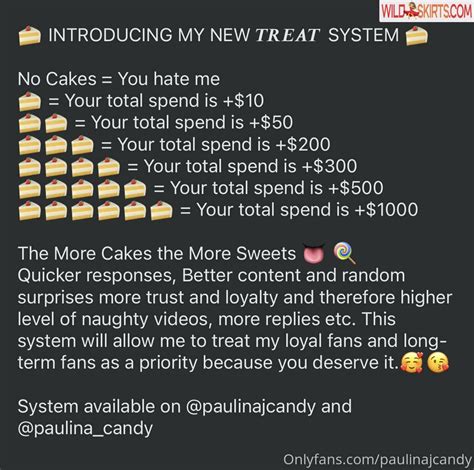 WILDSKIRTS.COM
🍰 INTRODUCING MY NEW TREAT SYSTEM 🍰
No Cakes = You hate me
🍰 = Your total spend is +$10
🍰🍰 = Your total spend is +$50
🍰🍰🍰 = Your total spend is +$200
🍰🍰🍰🍰 = Your total spend is +$300
🍰🍰🍰🍰🍰 = Your total spend is +$500
🍰🍰🍰🍰🍰🍰 = Your total spend is +$1000
The More Cakes the More Sweets 👅 🍭
Quicker responses, Better content and random
surprises more trust and loyalty and therefore higher
level of naughty videos, more replies etc. This
system will allow me to treat my loyal fans and long-
term fans as a priority because you deserve it.🥰😘
System available on @paulinajcandy and
@paulina_candy
Onlyfans.com/paulinajcandy